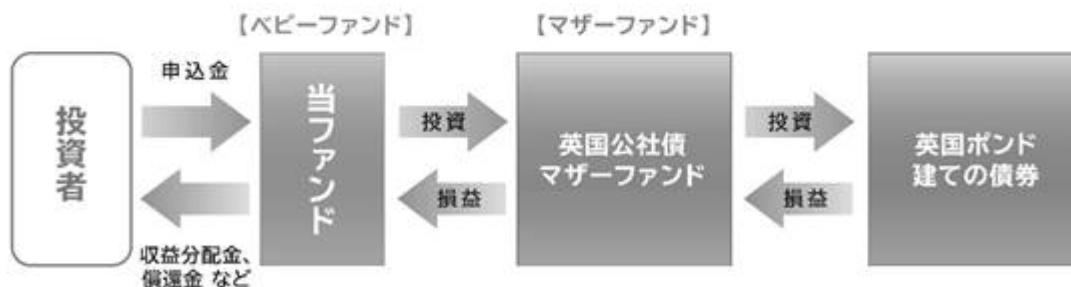 【ベビーファンド】
【マザーファンド】
投資者
申込金
収益分配金、
償還金 など
当ファンド
投資
損益
英国公社債
マザーファンド
投資
損益
英国ポンド
建ての債券